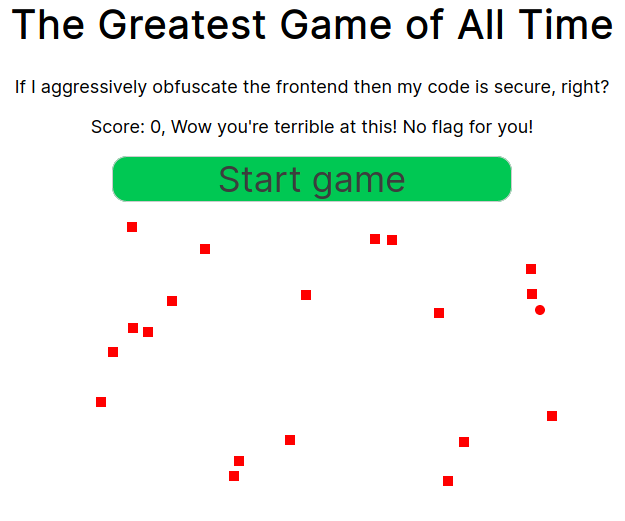 The Greatest Game of All Time
If I aggressively obfuscate the frontend then my code is secure, right?
Score: 0, Wow you're terrible at this! No flag for you!
Start game